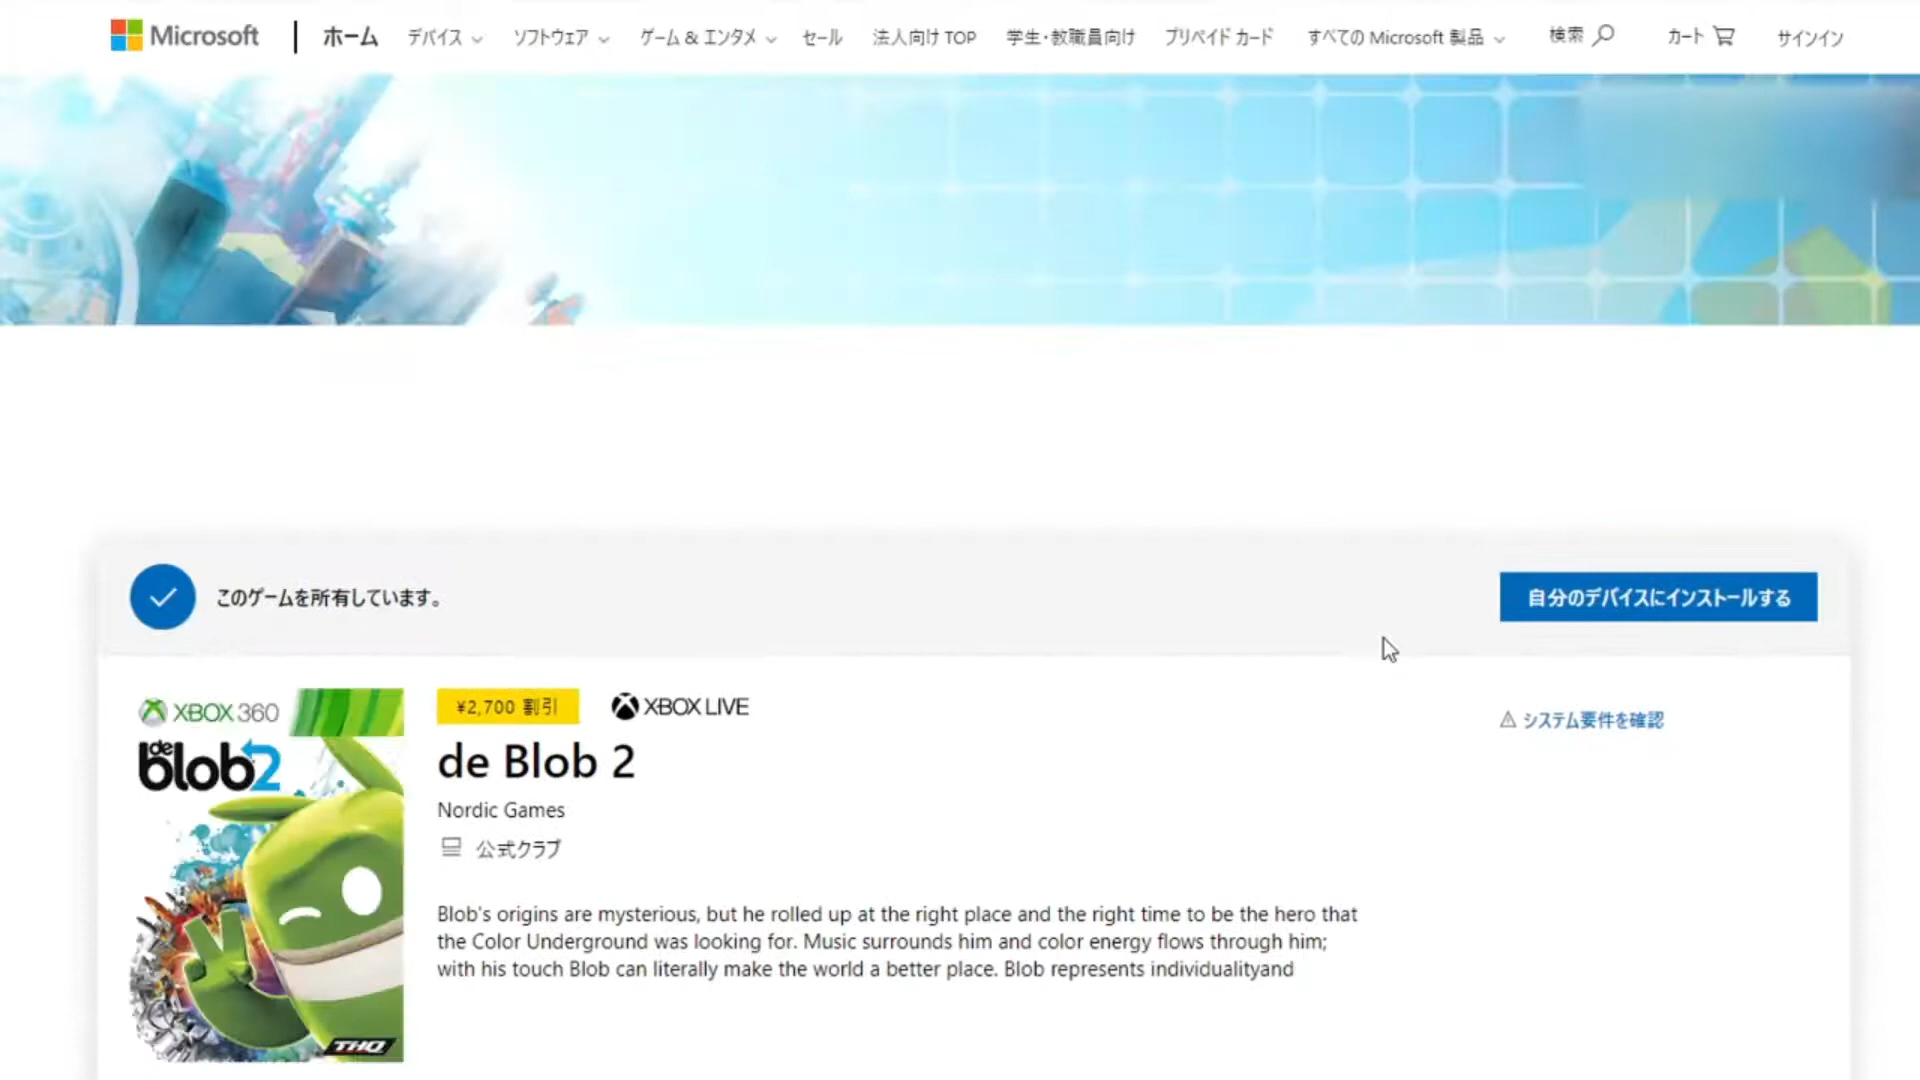 Microsoft ホーム デバイス ソフトウェア ゲーム & エンタメ セール 法人向け TOP 学生・教職員向け プリペイド カード すべての Microsoft 製品 検索 カート サインイン
このゲームを所有しています。
自分のデバイスにインストールする
XBOX 360
de Blob 2
THQ
¥2,700 割引
XBOX LIVE
de Blob 2
Nordic Games
公式クラブ
システム要件を確認
Blob's origins are mysterious, but he rolled up at the right place and the right time to be the hero that
the Color Underground was looking for. Music surrounds him and color energy flows through him;
with his touch Blob can literally make the world a better place. Blob represents individualityand